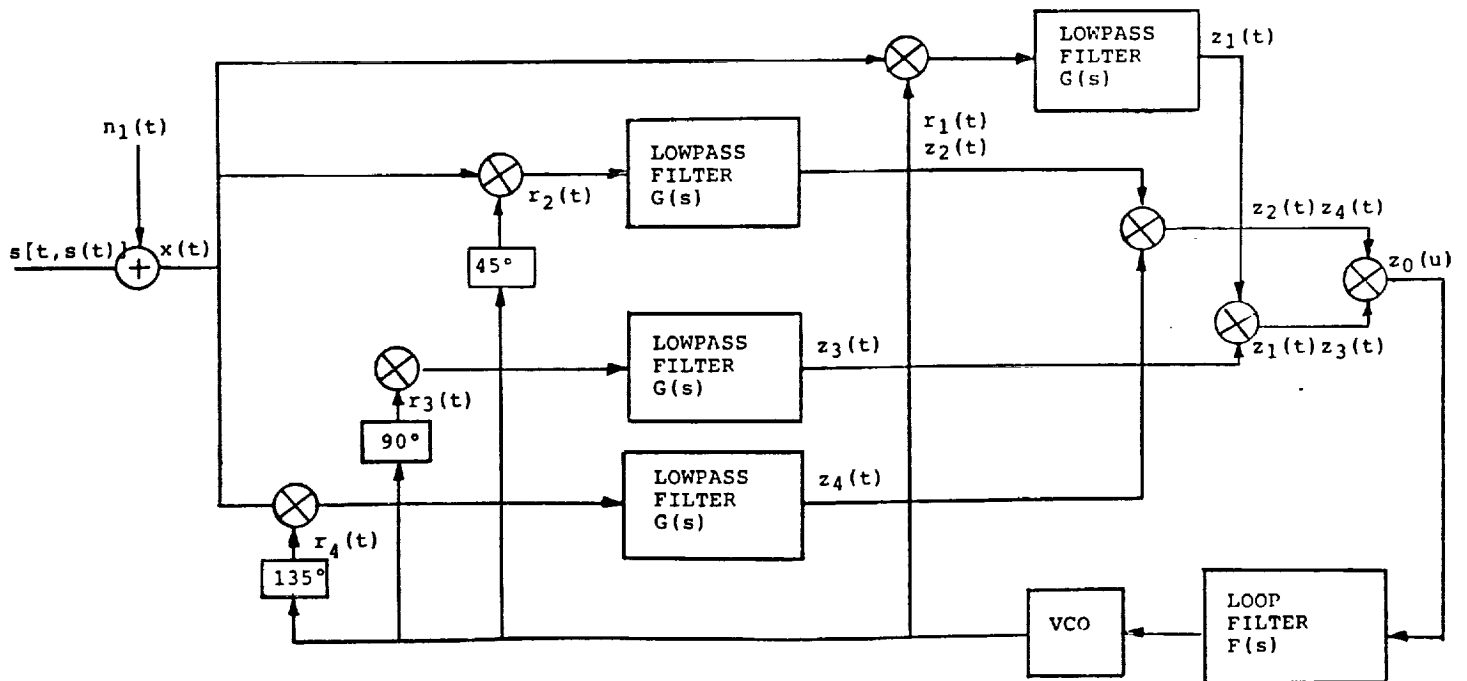 LOWPASS
FILTER
G(s)
z1(t)
n1(t)
r1(t)
z2(t)
LOWPASS
FILTER
G(s)
r2(t)
z2(t)z4(t)
s[t,s(t)]
x(t)
+
45°
z0(u)
LOWPASS
FILTER
G(s)
z3(t)
z1(t)z3(t)
r3(t)
90°
LOWPASS
FILTER
G(s)
z4(t)
r4(t)
135°
VCO
LOOP
FILTER
F(s)